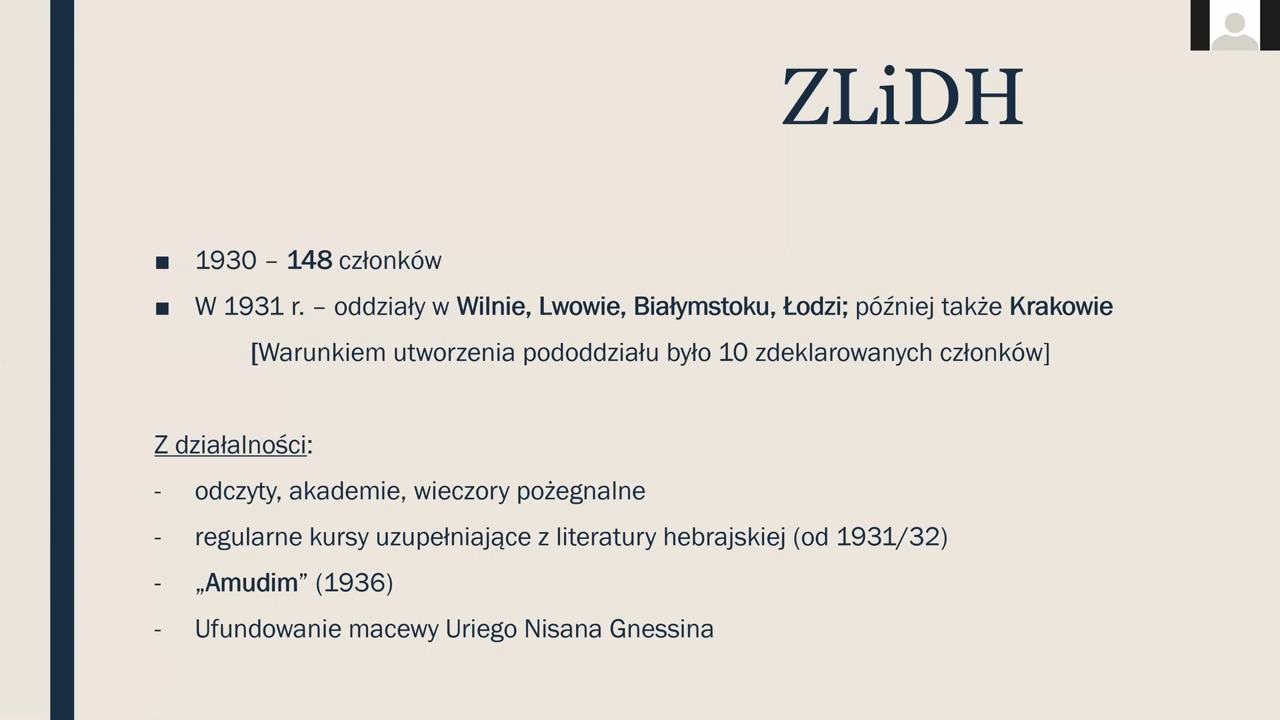 ZLiDH
■ 1930 – 148 członków
■ W 1931 r. – oddziały w Wilnie, Lwowie, Białymstoku, Łodzi; później także Krakowie
[Warunkiem utworzenia pododdziału było 10 zdeklarowanych członków]
Z działalności:
- odczyty, akademie, wieczory pożegnalne
- regularne kursy uzupełniające z literatury hebrajskiej (od 1931/32)
- „Amudim” (1936)
- Ufundowanie macewy Uriego Nisana Gnessina